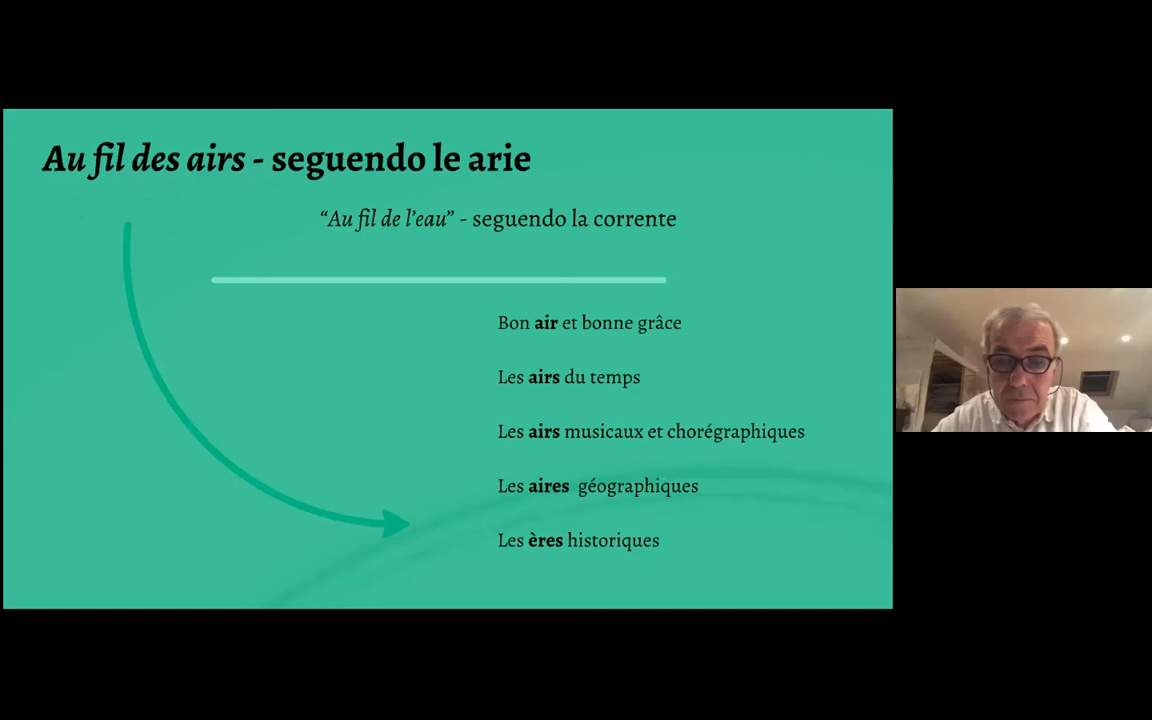 Au fil des airs - seguendo le arie
“Au fil de l’eau” - seguendo la corrente
Bon air et bonne grâce
Les airs du temps
Les airs musicaux et chorégraphiques
Les aires géographiques
Les ères historiques